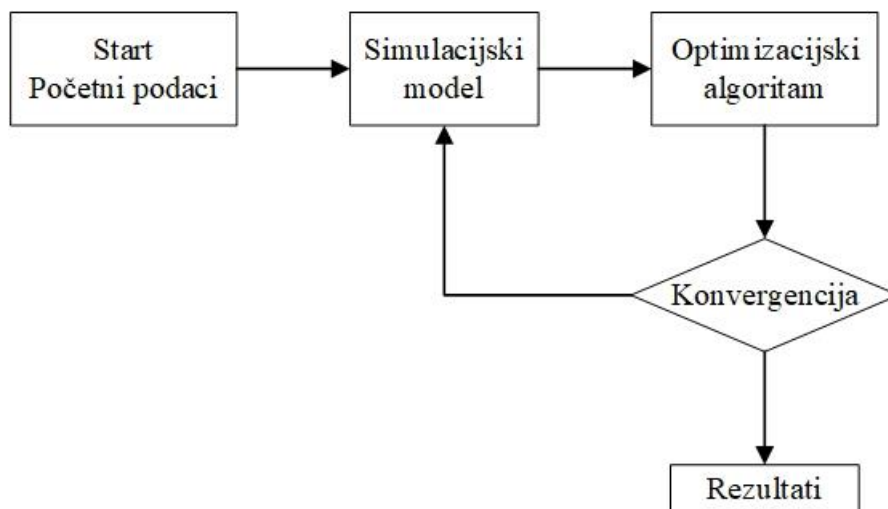 Start
Početni podaci
Simulacijski
model
Optimizacijski
algoritam
Konvergencija
Rezultati